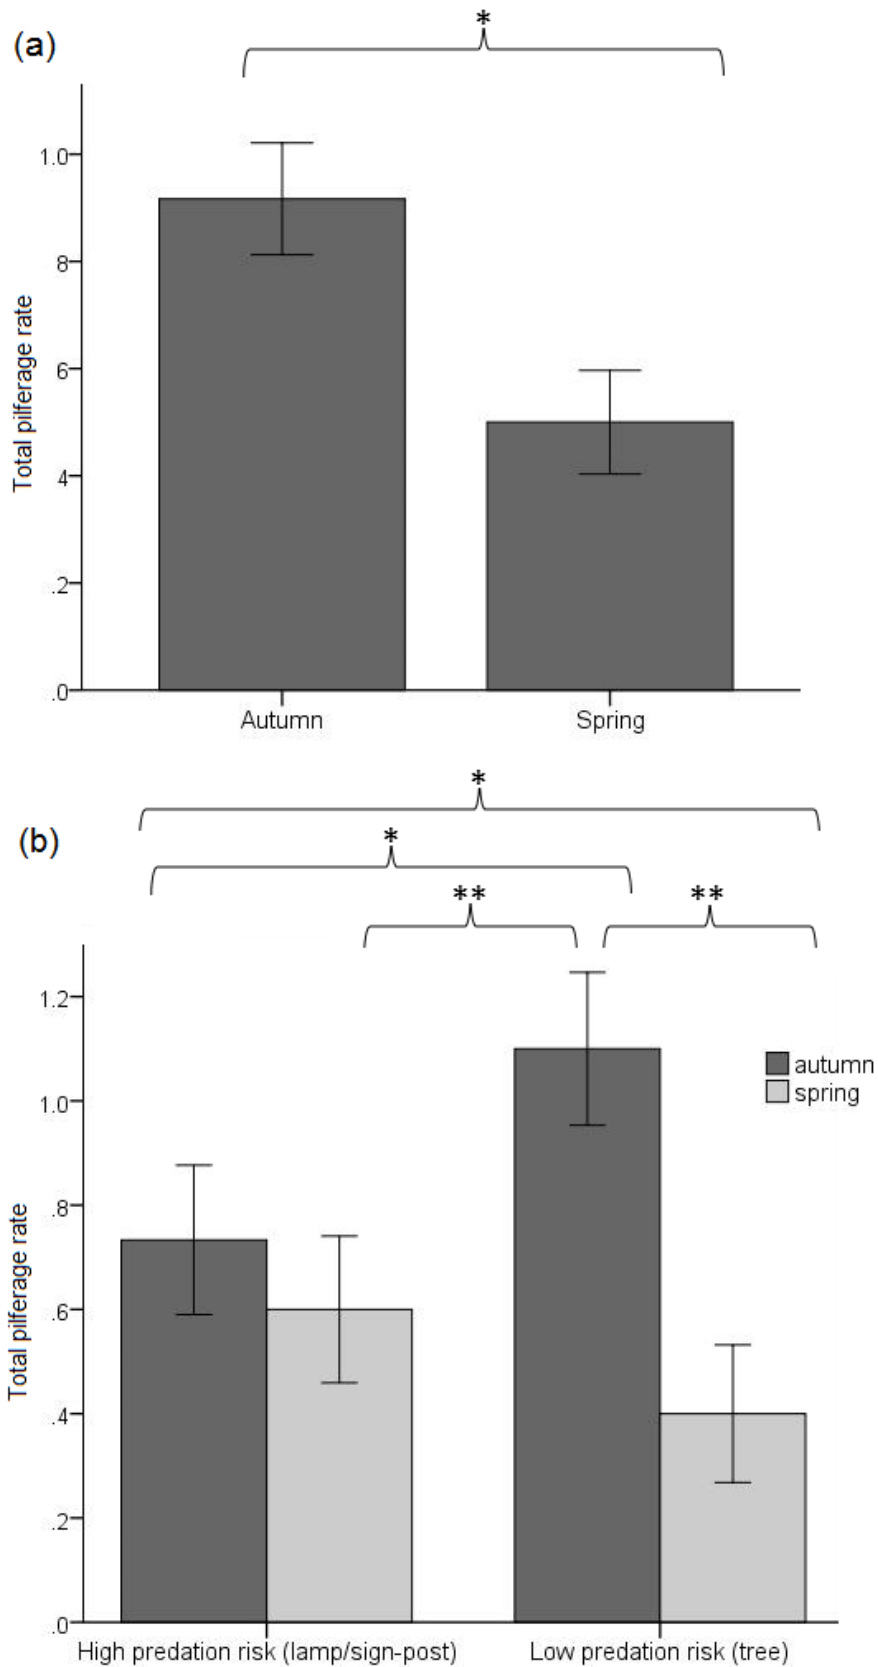 (a)
*
Total pilferage rate
1.0
8
6
4
.2
.0
Autumn
Spring
(b)
*
*
**
**
Total pilferage rate
1.2
1.0
.8
.6
.4
.2
.0
autumn
spring
High predation risk (lamp/sign-post)
Low predation risk (tree)